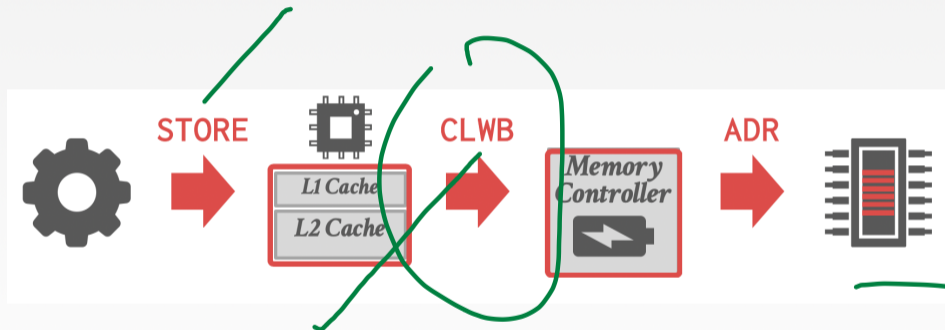 STORE
L1 Cache
L2 Cache
CLWB
Memory
Controller
ADR